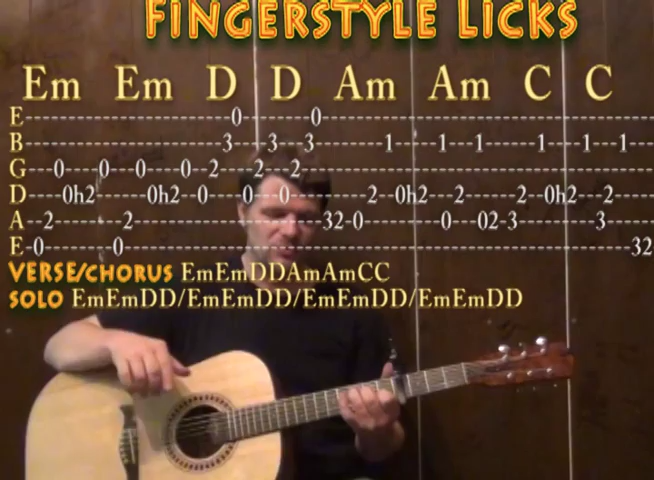 FINGERSTYLE LICKS
Em Em D D Am Am C C
E-----------------------0--------0------------------------------------
B----------------------3----3---3--------1-----1---1------1----1---1---
G---0----0---0----0--2----2---2----------------------------------------
D----0h2------0h2--0----0---0---------2--0h2---2------2--0h2---2-------
A--2--------2---------------------32-0---------0---02-3--------3-------
E-0--------0--------------------------------------------------------32
VERSE/CHORUS EmEmDDAmAmCC
SOLO EmEmDD/EmEmDD/EmEmDD/EmEmDD